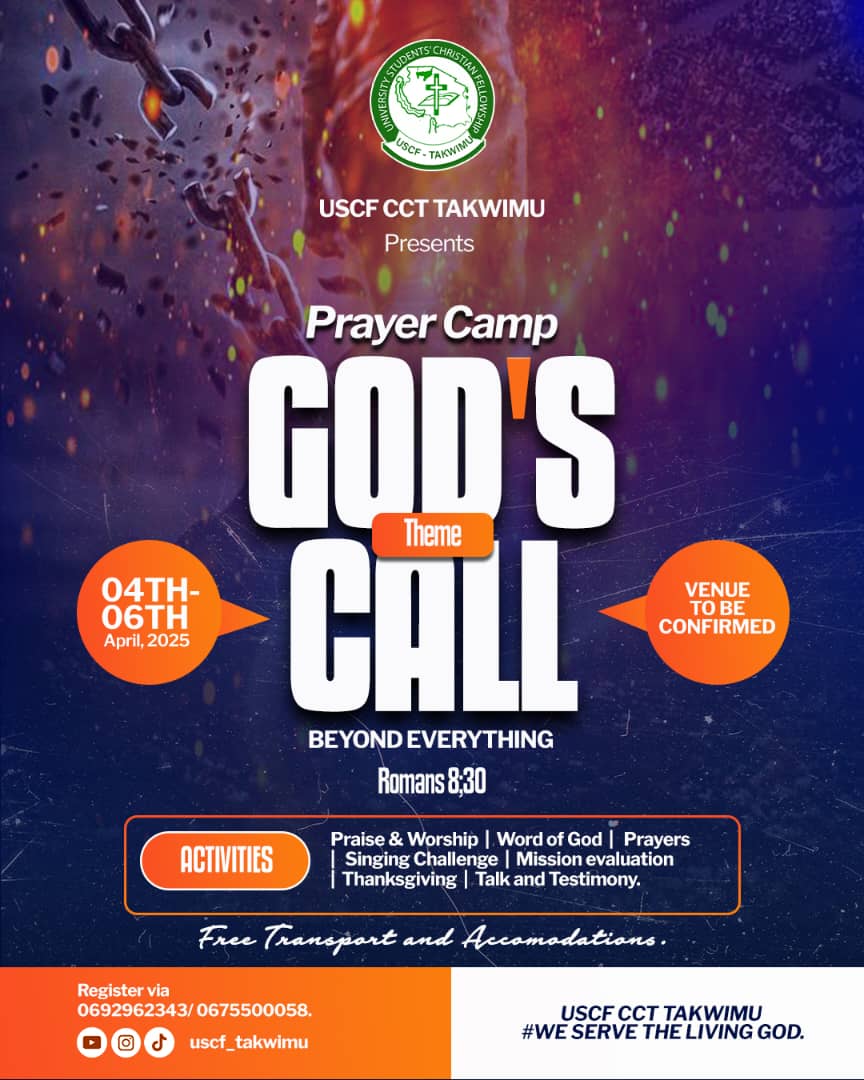 UNIVERSITY STUDENTS' CHRISTIAN FELLOWSHIP
USCF - TAKWIMU
USCF CCT TAKWIMU
Presents
Prayer Camp
GOD'S
Theme
CALL
04TH-
06TH
April, 2025
VENUE
TO BE
CONFIRMED
BEYOND EVERYTHING
Romans 8;30
ACTIVITIES
Praise & Worship | Word of God | Prayers
| Singing Challenge | Mission evaluation
| Thanksgiving | Talk and Testimony.
Free Transport and Accomodations.
Register via
0692962343/ 0675500058.
uscf_takwimu
USCF CCT TAKWIMU
#WE SERVE THE LIVING GOD.